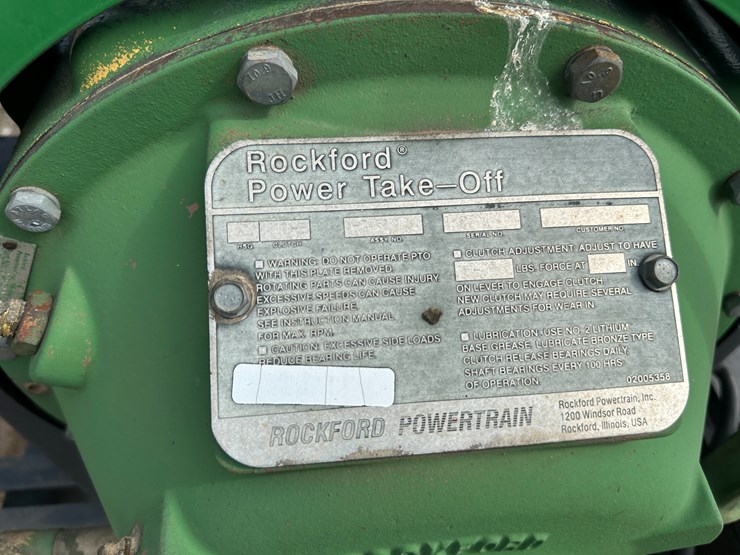 Rockford®
Power Take-Off
HSG. CLUTCH ASSY. NO. SERIAL NO. CUSTOMER NO.
WARNING: DO NOT OPERATE PTO
WITH THIS PLATE REMOVED.
ROTATING PARTS CAN CAUSE INJURY.
EXCESSIVE SPEEDS CAN CAUSE
EXPLOSIVE FAILURE.
SEE INSTRUCTION MANUAL
FOR MAX. RPM.
CAUTION: EXCESSIVE SIDE LOADS
REDUCE BEARING LIFE.
CLUTCH ADJUSTMENT: ADJUST TO HAVE
LBS. FORCE AT IN.
ON LEVER TO ENGAGE CLUTCH.
NEW CLUTCH MAY REQUIRE SEVERAL
ADJUSTMENTS FOR WEAR IN.
LUBRICATION: USE NO. 2 LITHIUM
BASE GREASE. LUBRICATE BRONZE TYPE
CLUTCH RELEASE BEARINGS DAILY,
SHAFT BEARINGS EVERY 100 HRS
OF OPERATION.
02005358
ROCKFORD POWERTRAIN
Rockford Powertrain, Inc.
1200 Windsor Road
Rockford, Illinois, USA
10.9